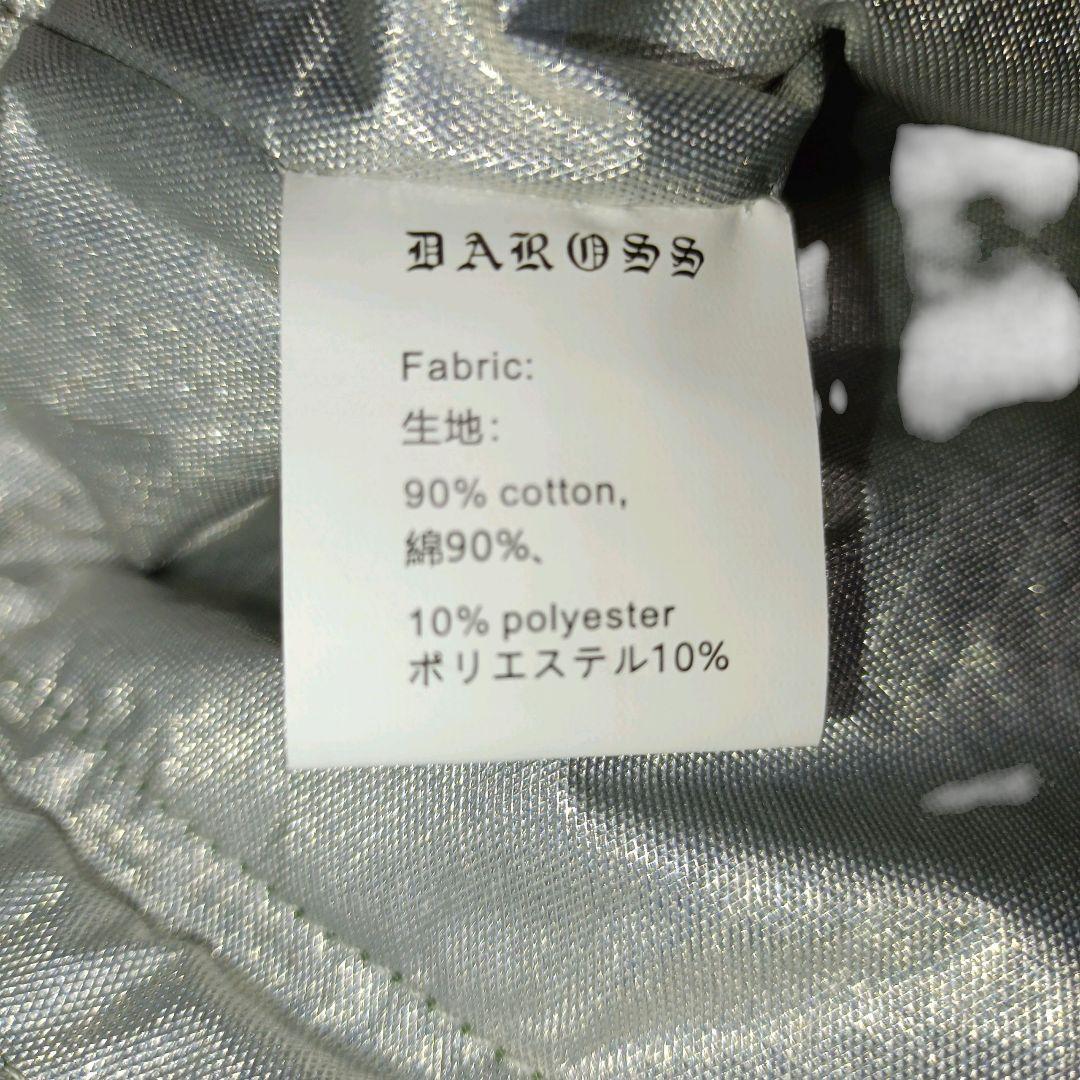 DAROSS
Fabric:
生地:
90% cotton,
綿90%、
10% polyester
ポリエステル10%